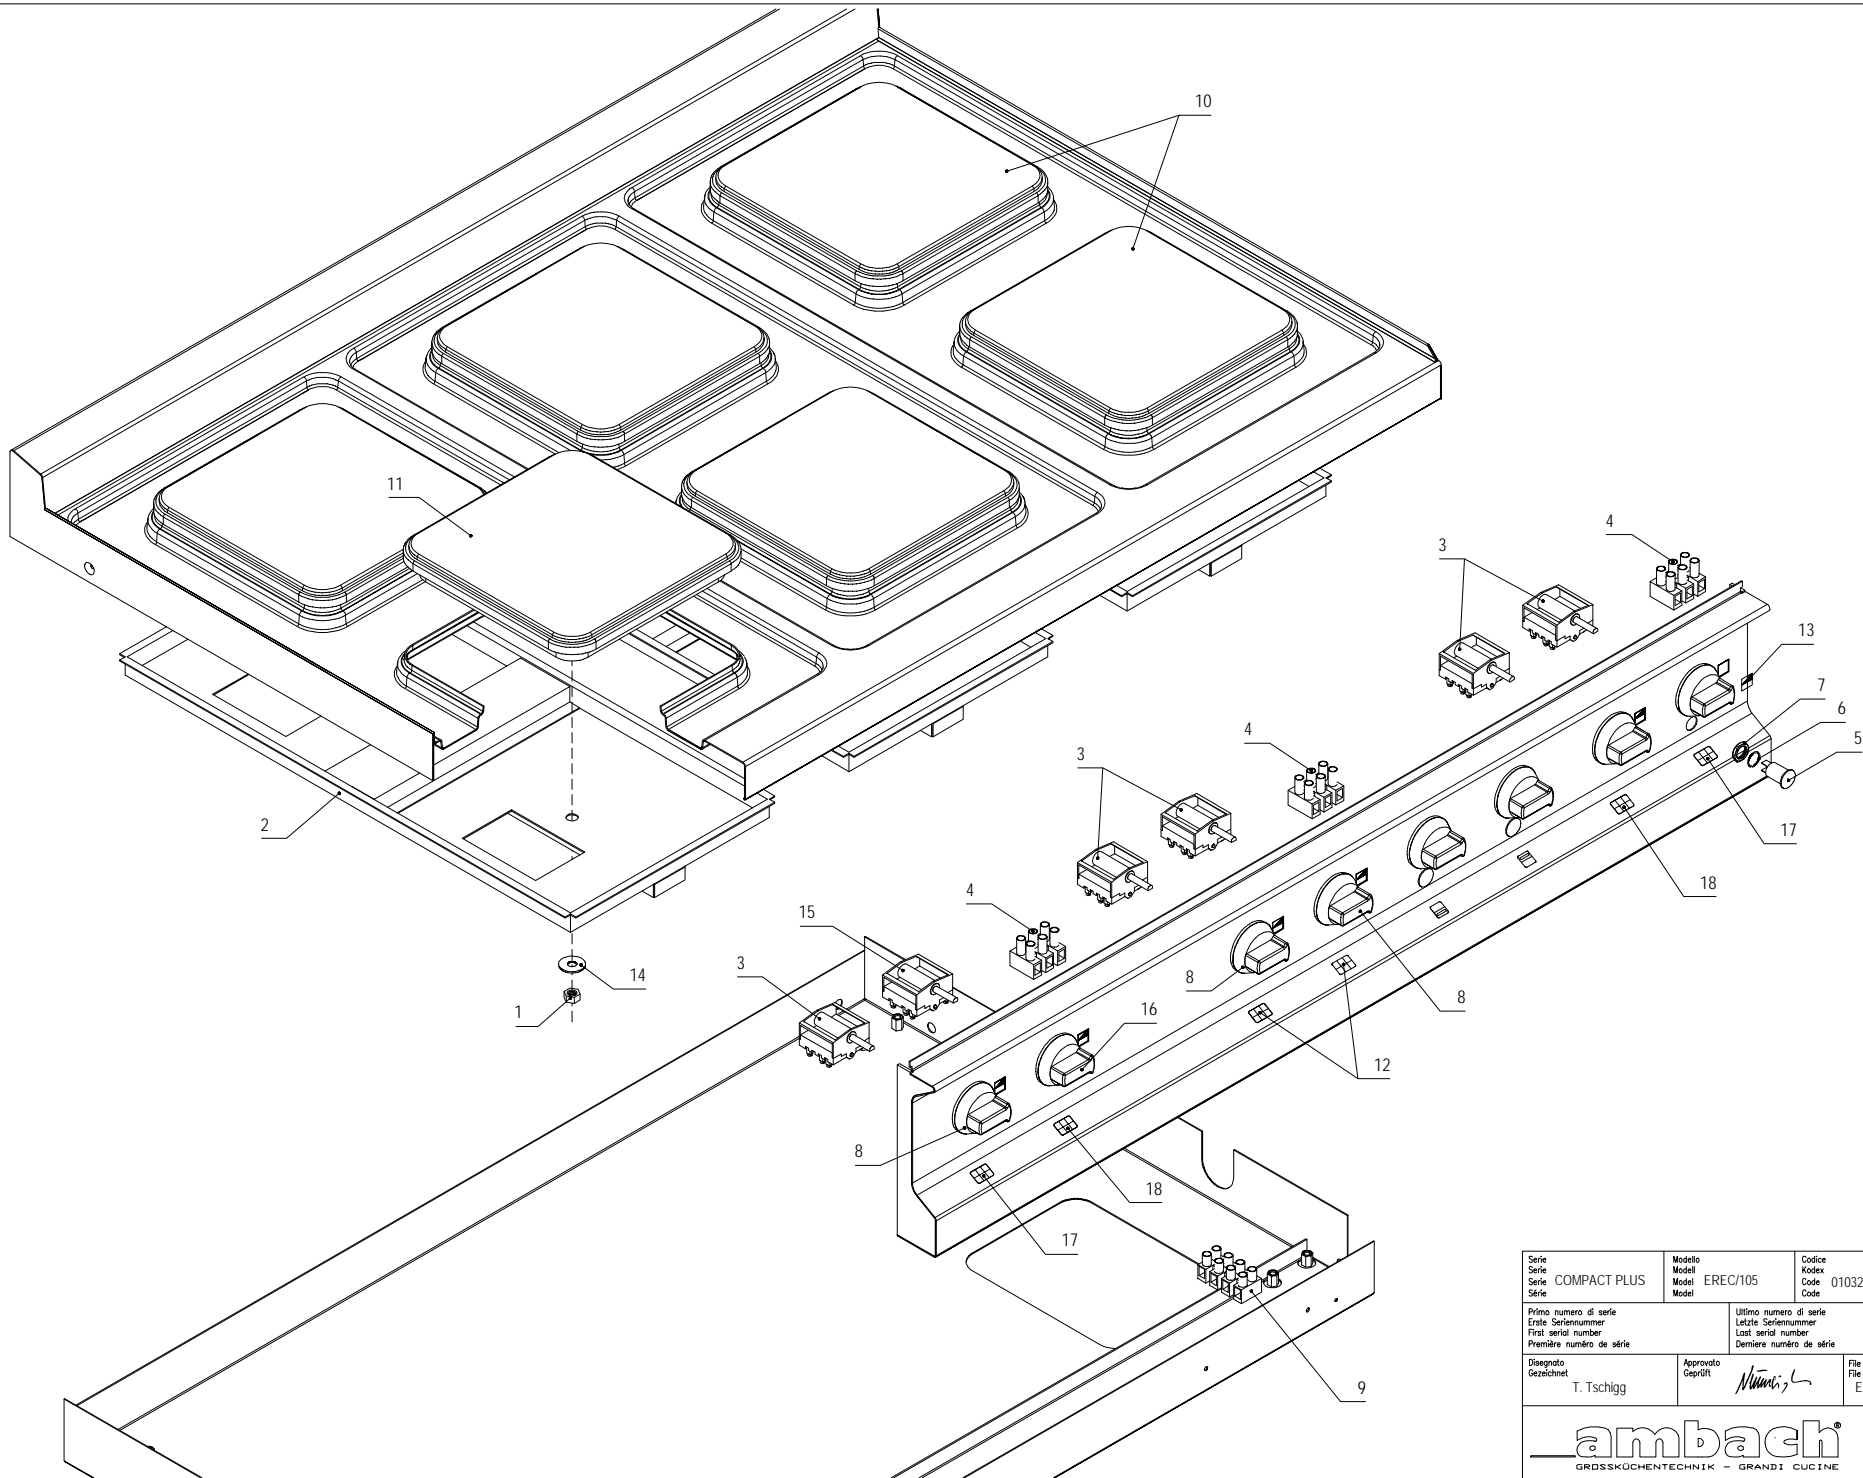 10
11
4
3
13
7
6
5
4
3
2
17
18
4
15
3
14
1
8
8
16
12
8
18
17
9
Serie Modello Codice
Serie Modell Kodex
Serie COMPACT PLUS Model EREC/105 Code 01032
Série Model Code
Primo numero di serie Ultimo numero di serie
Erste Seriennummer Letzte Seriennummer
First serial number Last serial number
Première numéro de série Derniere numéro de série
Disegnato Approvato File
Gezeichnet Geprüft File
T. Tschigg E
ambach®
GROSSKÜCHENTECHNIK - GRANDI CUCINE